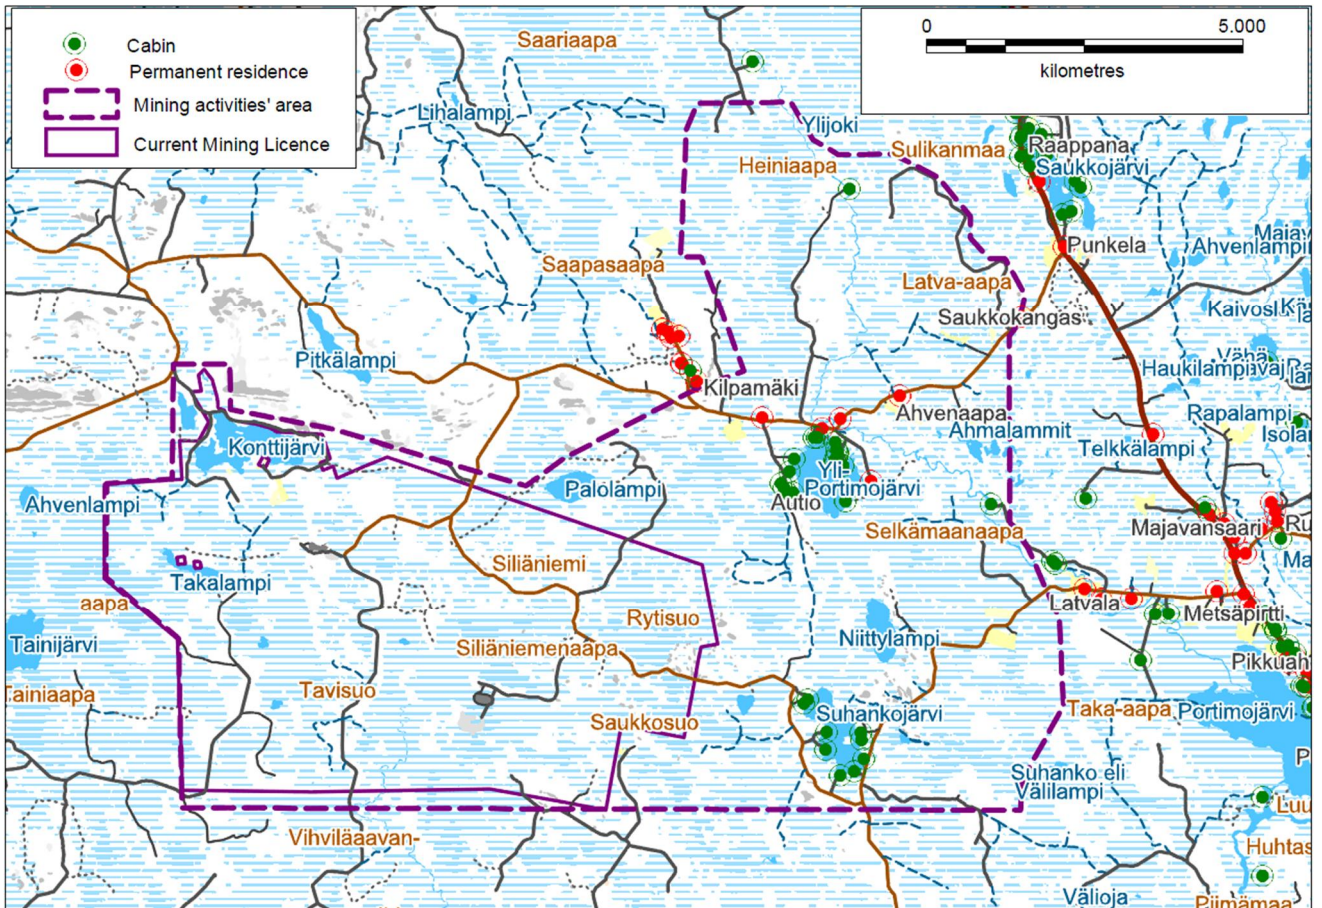 Cabin
Permanent residence
Mining activities' area
Current Mining Licence
0 5.000
kilometres
Saariaapa
Lihalampi
Ylijoki
Heiniaapa
Sulikanmaa
Raappana
Saukkojärvi
Punkela
Ahvenlampi
Saapasaapa
Latva-aapa
Saukkokangas
Pitkälampi
Vähä
Haukilampi
Kilpamäki
Ahvenaapa
Ahmalammit
Rapalampi
Telkkälampi
Konttijärvi
Yli-
Portimojärvi
Palolampi
Autio
Ahvenlampi
Selkämaanaapa
Majavansaari
Siliäniemi
Takalampi
aapa
Latvala
Metsäpirtti
Rytisuo
Niittylampi
Tainijärvi
Siliäniemenaapa
Tavisuo
Saukkosuo
Suhankojärvi
Taka-aapa
Portimojärvi
Suhanko eli
Välilampi
Vihviläaavan-
Välioja
Piimämaa